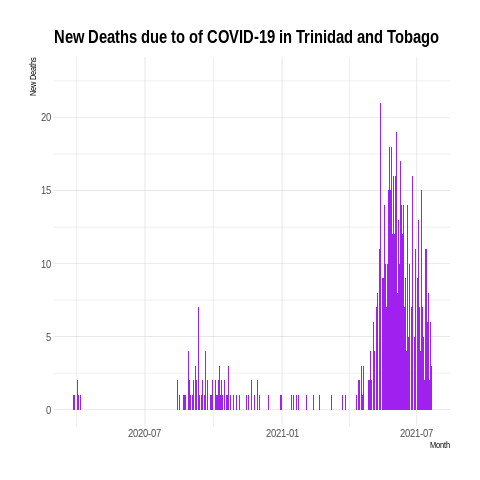 New Deaths due to of COVID-19 in Trinidad and Tobago
New Deaths
20
15
10
5
0
2020-07 2021-01 2021-07
Month